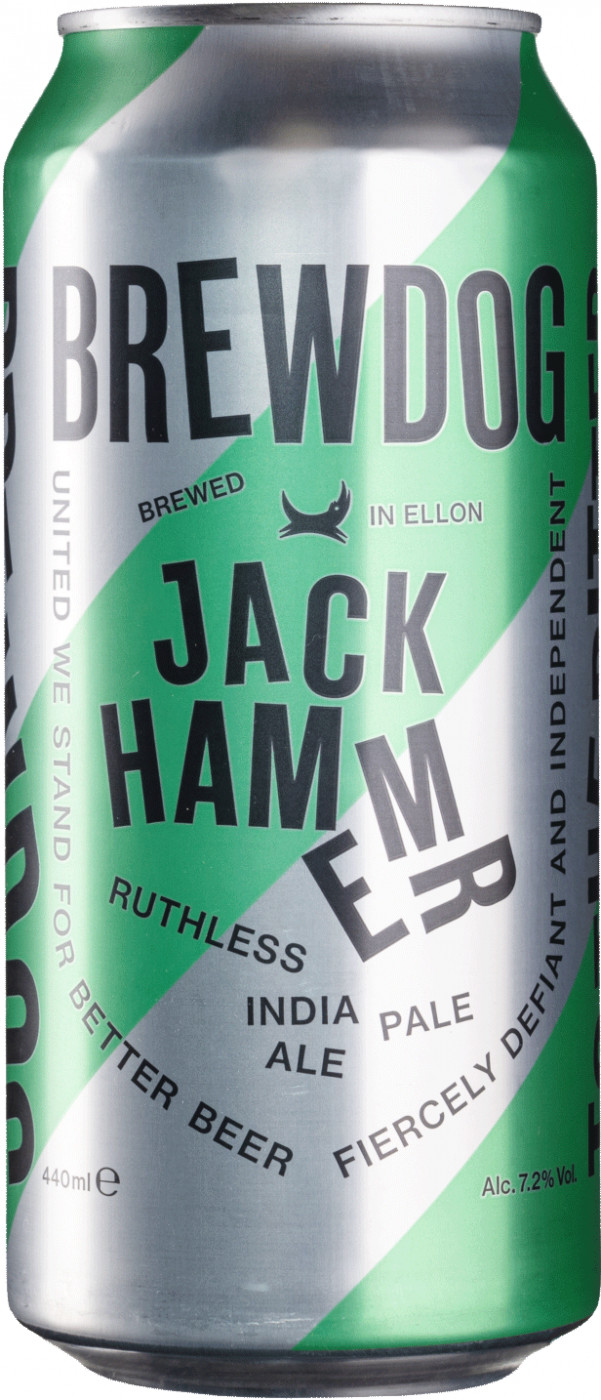 BREWDOG
BREWED IN ELLON
JACK
HAMMER
RUTHLESS
INDIA PALE
ALE
UNITED WE STAND FOR BETTER BEER
FIERCELY DEFIANT AND INDEPENDENT
440ml e
Alc. 7.2% Vol.